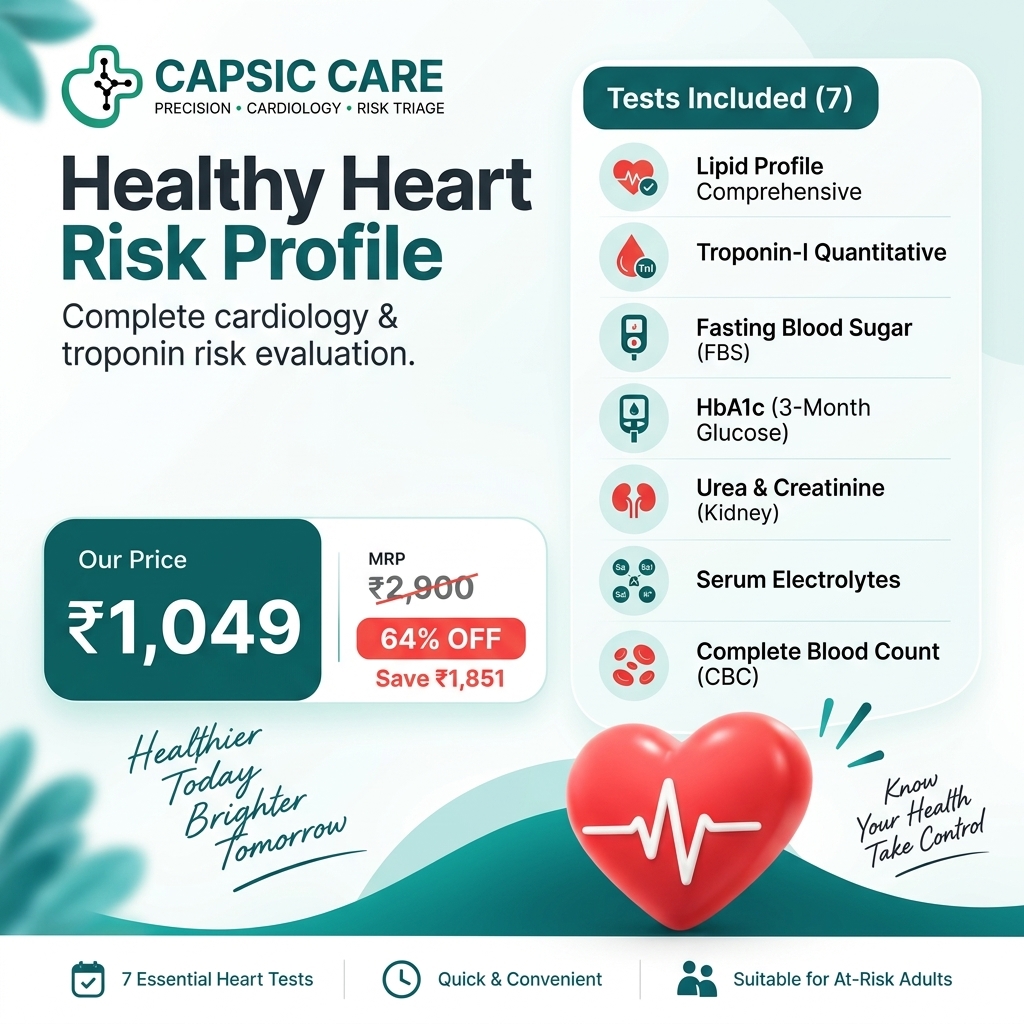 CAPSIC CARE
PRECISION • CARDIOLOGY • RISK TRIAGE
Healthy Heart
Risk Profile
Complete cardiology &
troponin risk evaluation.
Our Price
₹1,049
MRP
₹2,900
64% OFF
Save ₹1,851
Healthier
Today
Brighter
Tomorrow
Tests Included (7)
Lipid Profile
Comprehensive
TnI
Troponin-I Quantitative
Fasting Blood Sugar
(FBS)
HbA1c (3-Month
Glucose)
Urea & Creatinine
(Kidney)
Serum Electrolytes
Complete Blood Count
(CBC)
Know
Your Health
Take Control
7 Essential Heart Tests
Quick & Convenient
Suitable for At-Risk Adults